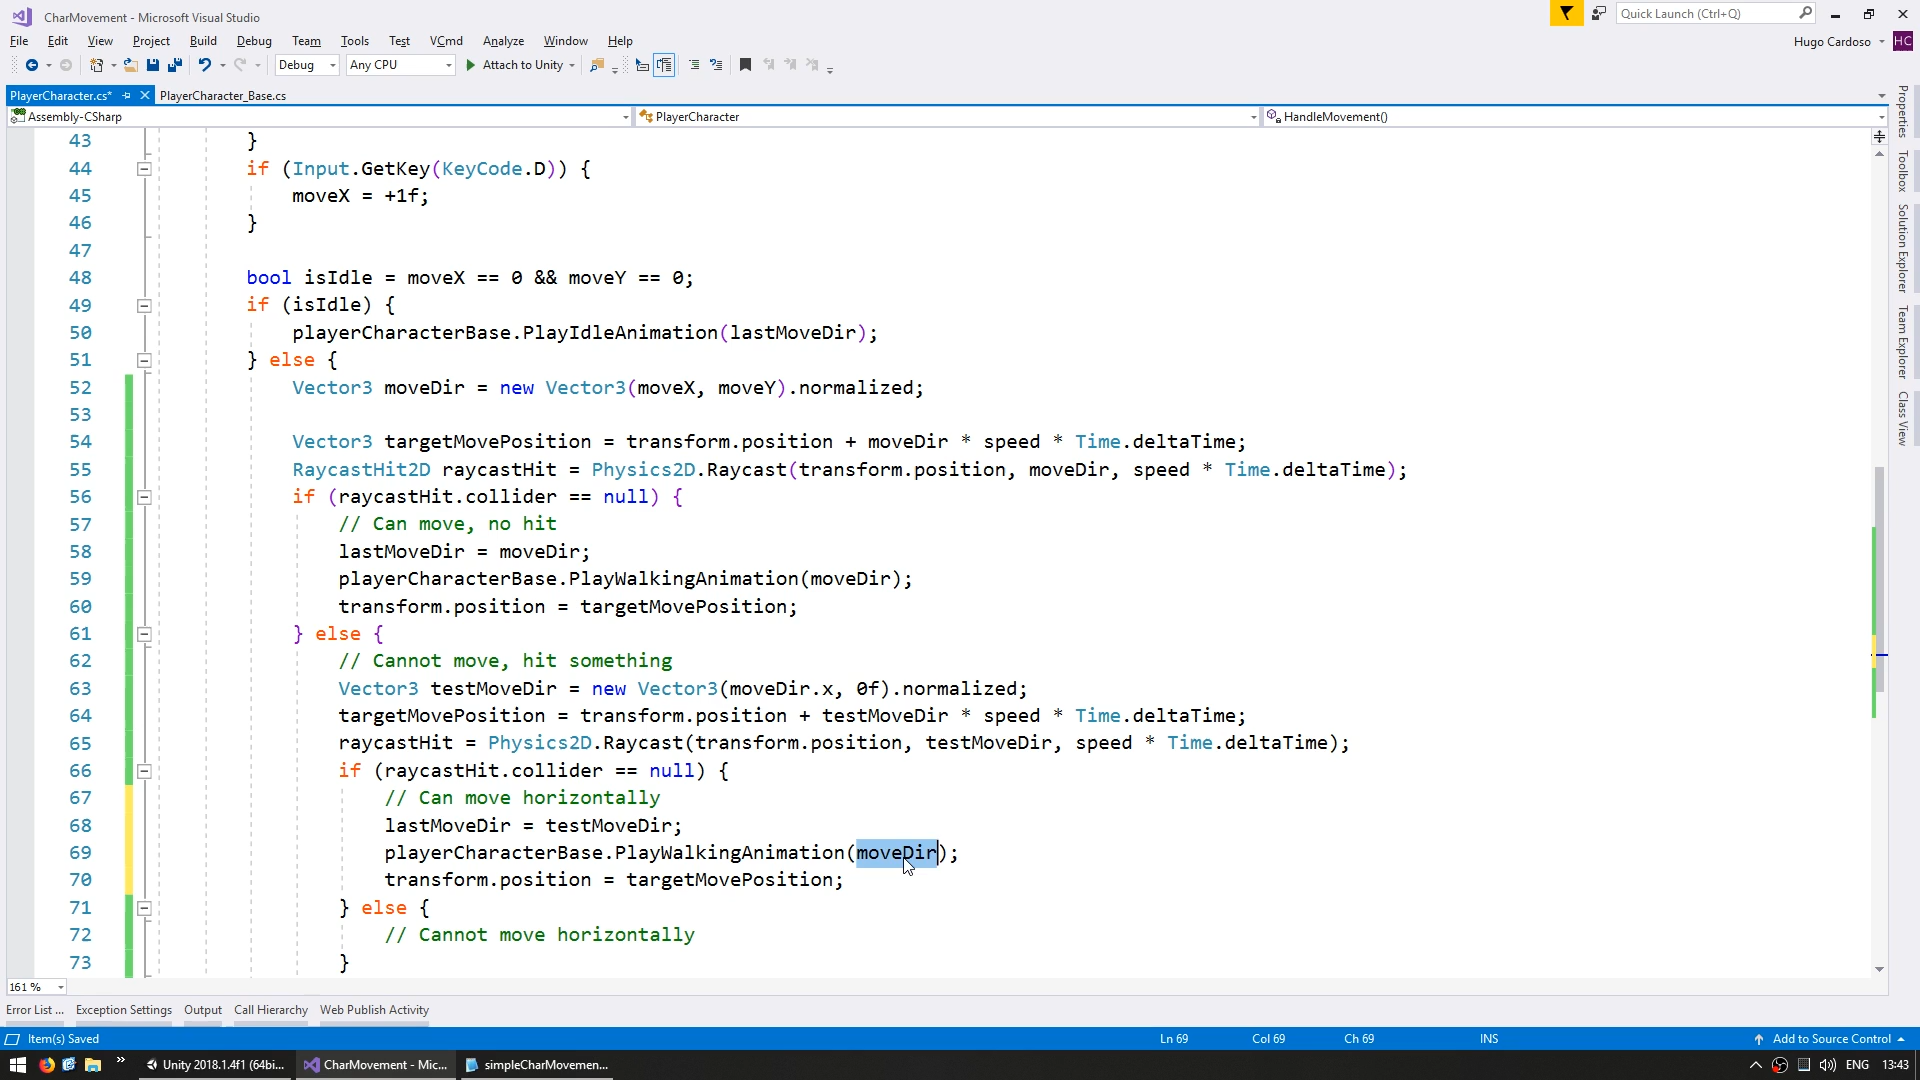 CharMovement - Microsoft Visual Studio
Quick Launch (Ctrl+Q)
File Edit View Project Build Debug Team Tools Test VCmd Analyze Window Help
Hugo Cardoso HC
Debug Any CPU Attach to Unity
PlayerCharacter.cs* PlayerCharacter_Base.cs
Assembly-CSharp PlayerCharacter HandleMovement()
43 }
44 if (Input.GetKey(KeyCode.D)) {
45 moveX = +1f;
46 }
47
48 bool isIdle = moveX == 0 && moveY == 0;
49 if (isIdle) {
50 playerCharacterBase.PlayIdleAnimation(lastMoveDir);
51 } else {
52 Vector3 moveDir = new Vector3(moveX, moveY).normalized;
53
54 Vector3 targetMovePosition = transform.position + moveDir * speed * Time.deltaTime;
55 RaycastHit2D raycastHit = Physics2D.Raycast(transform.position, moveDir, speed * Time.deltaTime);
56 if (raycastHit.collider == null) {
57 // Can move, no hit
58 lastMoveDir = moveDir;
59 playerCharacterBase.PlayWalkingAnimation(moveDir);
60 transform.position = targetMovePosition;
61 } else {
62 // Cannot move, hit something
63 Vector3 testMoveDir = new Vector3(moveDir.x, 0f).normalized;
64 targetMovePosition = transform.position + testMoveDir * speed * Time.deltaTime;
65 raycastHit = Physics2D.Raycast(transform.position, testMoveDir, speed * Time.deltaTime);
66 if (raycastHit.collider == null) {
67 // Can move horizontally
68 lastMoveDir = testMoveDir;
69 playerCharacterBase.PlayWalkingAnimation(moveDir);
70 transform.position = targetMovePosition;
71 } else {
72 // Cannot move horizontally
73 }
Properties
Toolbox
Solution Explorer
Team Explorer
Class View
161 %
Error List ... Exception Settings Output Call Hierarchy Web Publish Activity
Item(s) Saved Ln 69 Col 69 Ch 69 INS Add to Source Control
Unity 2018.1.4f1 (64bi... CharMovement - Mic... simpleCharMovemen... ENG 13:43